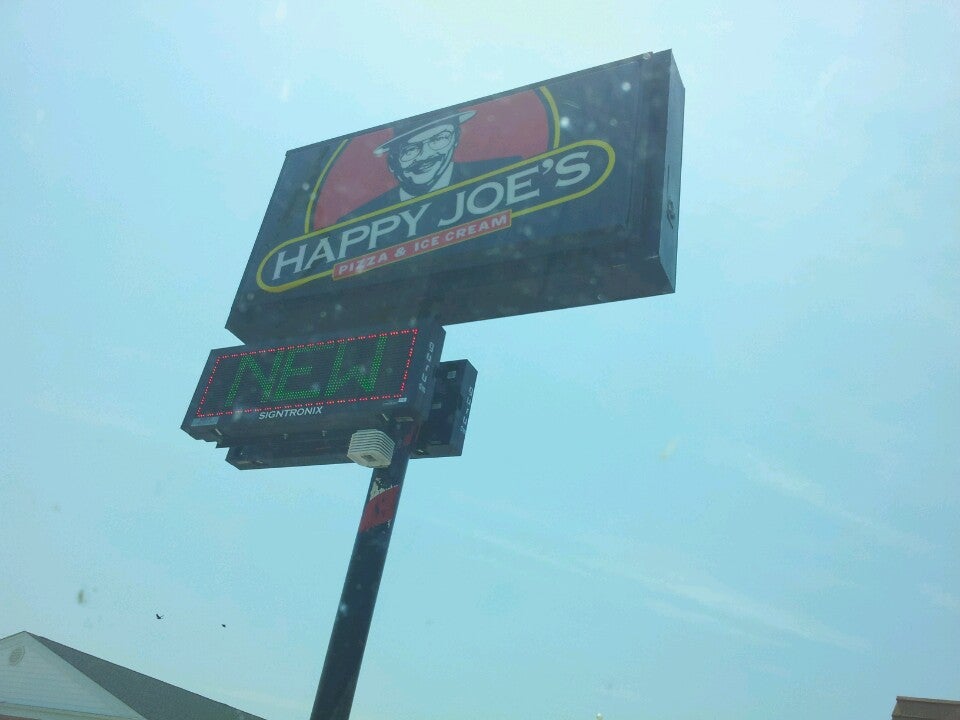 HAPPY JOE'S
PIZZA & ICE CREAM
NEW
SIGNTRONIX